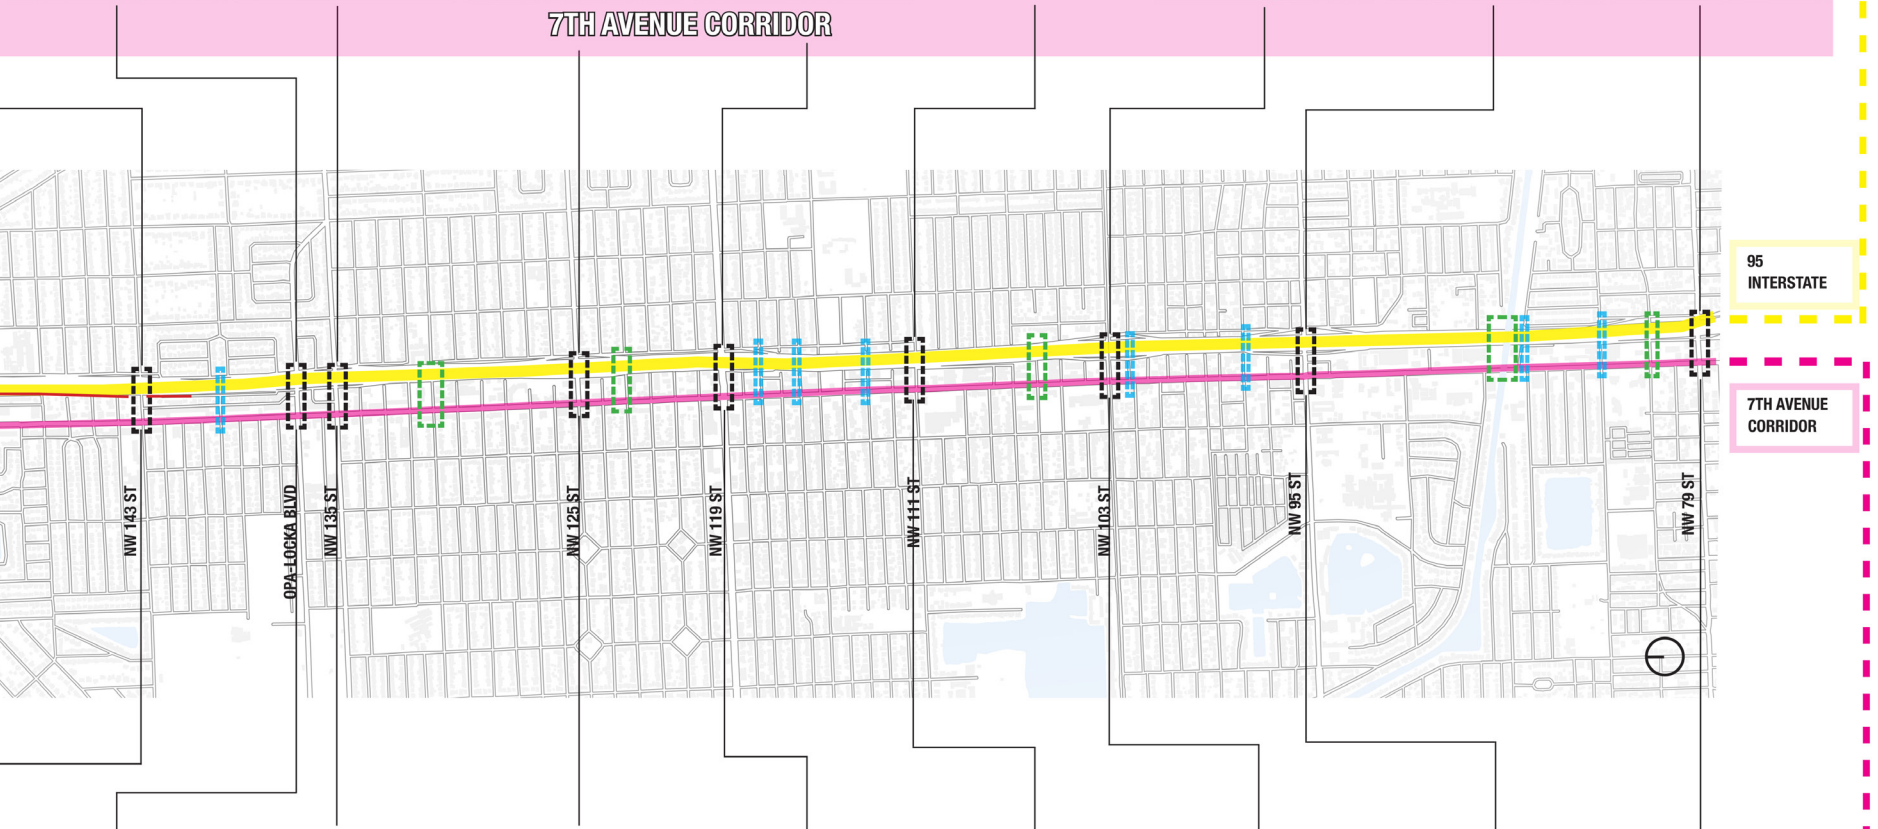 7TH AVENUE CORRIDOR
95
INTERSTATE
7TH AVENUE
CORRIDOR
NW 143 ST
OPA-LOCKA BLVD
NW 135 ST
NW 125 ST
NW 119 ST
NW 111 ST
NW 103 ST
NW 95 ST
NW 79 ST